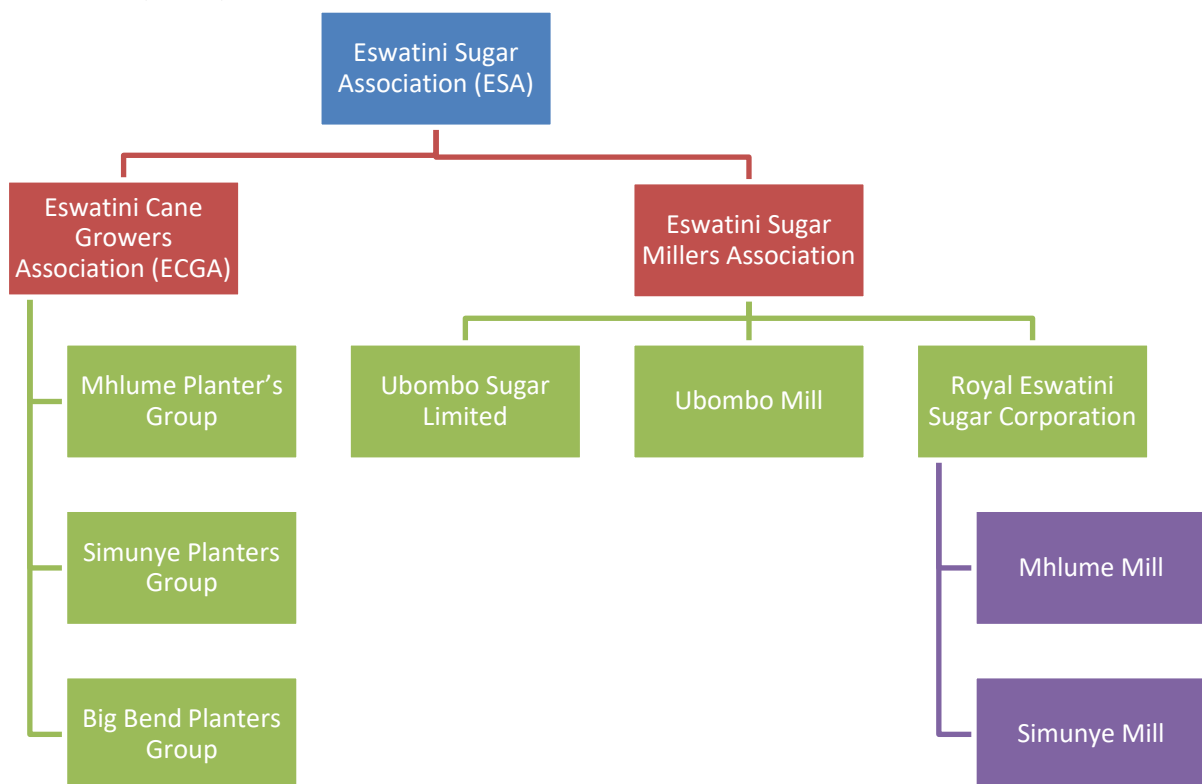 Eswatini Sugar
Association (ESA)
Eswatini Cane
Growers
Association (ECGA)
Eswatini Sugar
Millers Association
Mhlume Planter’s
Group
Ubombo Sugar
Limited
Ubombo Mill
Royal Eswatini
Sugar Corporation
Simunye Planters
Group
Mhlume Mill
Big Bend Planters
Group
Simunye Mill